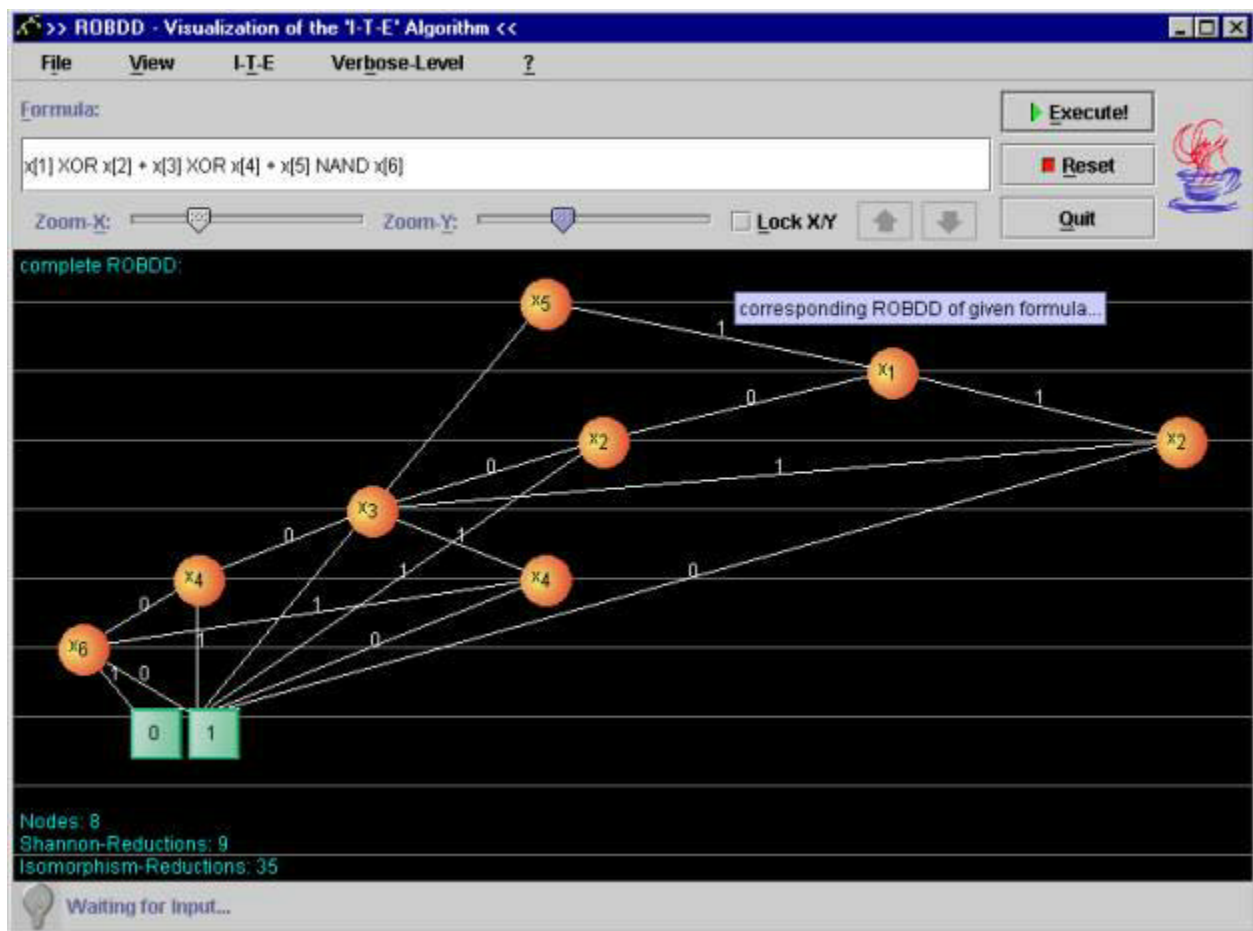 >> ROBDD - Visualization of the 'I-T-E' Algorithm <<
File View I-T-E Verbose-Level ?
Formula:
Execute!
x[1] XOR x[2] + x[3] XOR x[4] + x[5] NAND x[6]
Reset
Zoom-X: Zoom-Y: Lock X/Y
Quit
complete ROBDD:
x5
corresponding ROBDD of given formula...
1
x1
0 1
x2 x2
0 1
x3
0 1
1 0
x4 x4
0 1
1 0
x6
1 0
0 1
Nodes: 8
Shannon-Reductions: 9
Isomorphism-Reductions: 35
Waiting for Input...